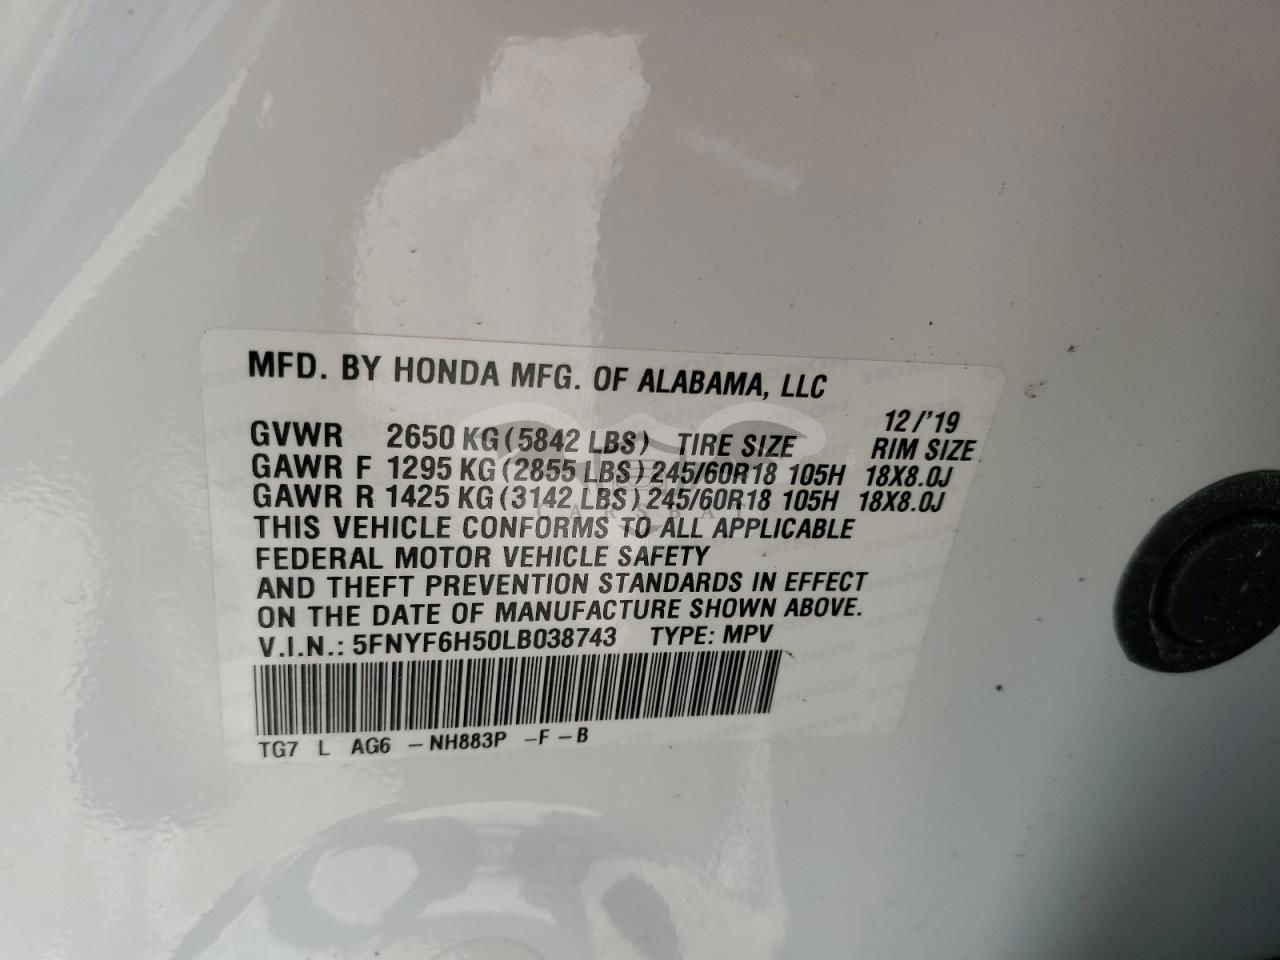 MFD. BY HONDA MFG. OF ALABAMA, LLC
12/'19
GVWR 2650 KG (5842 LBS) TIRE SIZE RIM SIZE
GAWR F 1295 KG (2855 LBS) 245/60R18 105H 18X8.0J
GAWR R 1425 KG (3142 LBS) 245/60R18 105H 18X8.0J
THIS VEHICLE CONFORMS TO ALL APPLICABLE
FEDERAL MOTOR VEHICLE SAFETY
AND THEFT PREVENTION STANDARDS IN EFFECT
ON THE DATE OF MANUFACTURE SHOWN ABOVE.
V.I.N.: 5FNYF6H50LB038743 TYPE: MPV
TG7 L AG6 -NH883P -F-B